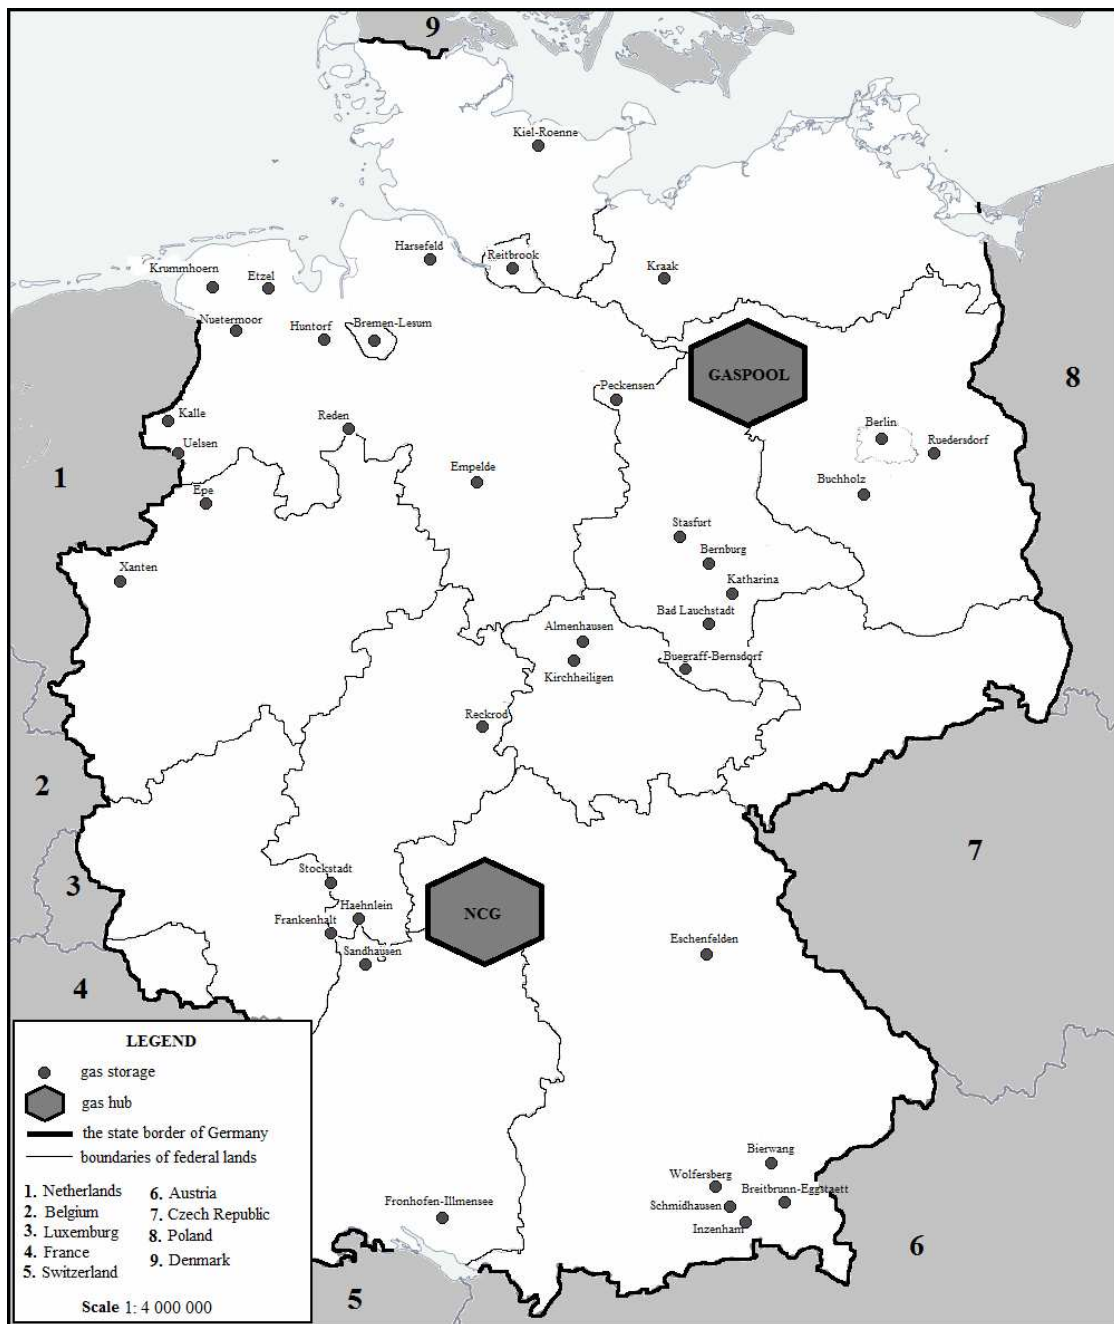 9
Kiel-Roenne
Harsefeld
Reitbrook
Krummhoern
Etzel
Kraak
Nuetermoor
Huntorf
Bremen-Lesum
GASPOOL
8
Peckensen
Kalle
Reden
Berlin
Uelsen
Ruedersdorf
1
Empelde
Buchholz
Epe
Stasfurt
Bernburg
Xanten
Katharina
Bad Lauchstadt
Almenhausen
Buegraff-Bernsdorf
Kirchheiligen
Reckrod
2
7
Stockstadt
3
Haehnlein
NCG
Frankenhalt
Eschenfelden
Sandhausen
4
Bierwang
Wolfersberg
Breitbrunn-Eggstaett
Schmidhausen
Fronhofen-Illmensee
Inzenham
6
5
LEGEND
gas storage
gas hub
the state border of Germany
boundaries of federal lands
1. Netherlands
2. Belgium
3. Luxemburg
4. France
5. Switzerland
6. Austria
7. Czech Republic
8. Poland
9. Denmark
Scale 1: 4 000 000